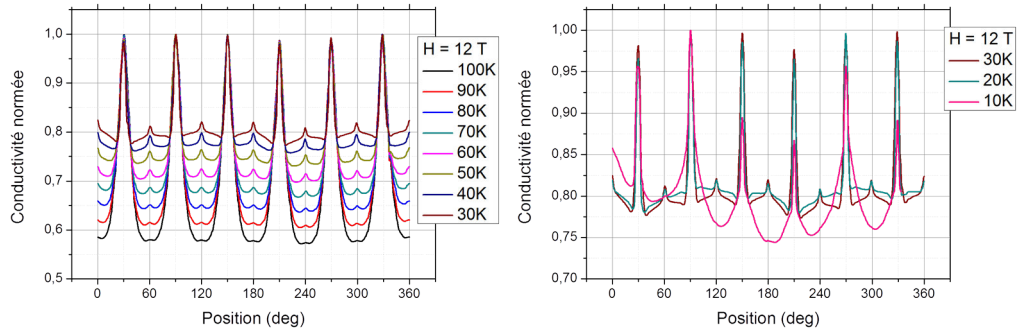 1,0
0,9
0,8
0,7
0,6
0,5
0
60
120
180
240
300
360
Conductivité normée
Position (deg)
H = 12 T
100K
90K
80K
70K
60K
50K
40K
30K
1,00
0,95
0,90
0,85
0,80
0,75
0,70
0
60
120
180
240
300
360
Conductivité normée
Position (deg)
H = 12 T
30K
20K
10K